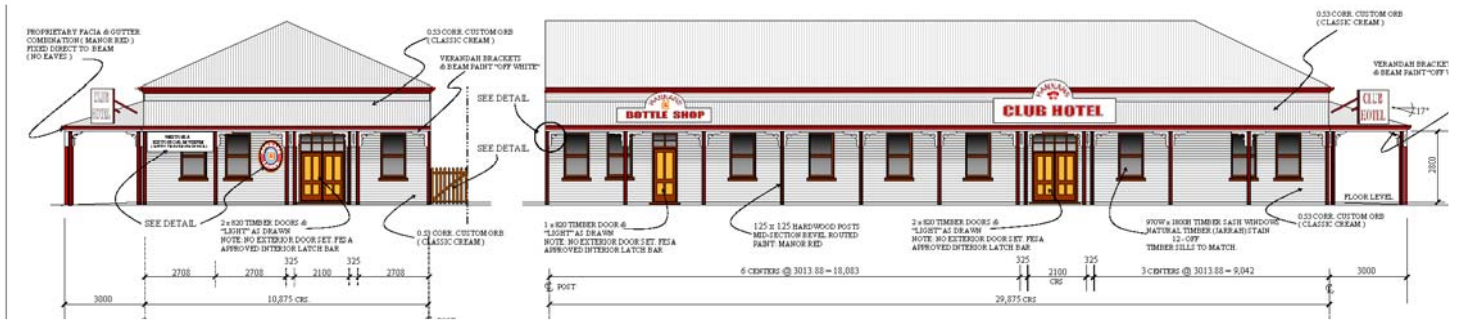 PROPRIETARY FACIA & GUTTER
COMBINATION ( MANOR RED )
FIXED DIRECT TO BEAM
( NO EAVES )
0.53 CORR. CUSTOM ORB
( CLASSIC CREAM )
VERANDAH BRACKETS
& BEAM PAINT "OFF WHITE"
CLUB
HOTEL
SEE DETAIL
SEE DETAIL
SEE DETAIL
2 x 820 TIMBER DOORS &
"LIGHT" AS DRAWN
NOTE: NO EXTERIOR DOOR SET. FESA
APPROVED INTERIOR LATCH BAR
0.53 CORR. CUSTOM ORB
( CLASSIC CREAM )
325
325
2708
2708
2100
2708
3000
10,875 CRS
POST
0.53 CORR. CUSTOM ORB
( CLASSIC CREAM )
VERANDAH BRACKET
& BEAM PAINT "OFF W
HANNANS
BOTTLE SHOP
HANNANS
CLUB HOTEL
CLUB
HOTEL
17°
2800
FLOOR LEVEL
1 x 820 TIMBER DOOR &
"LIGHT" AS DRAWN
NOTE: NO EXTERIOR DOOR SET. FESA
APPROVED INTERIOR LATCH BAR
125 x 125 HARDWOOD POSTS
MID-SECTION BEVEL ROUTED
PAINT: MANOR RED
2 x 820 TIMBER DOORS &
"LIGHT" AS DRAWN
NOTE: NO EXTERIOR DOOR SET. FESA
APPROVED INTERIOR LATCH BAR
970W x 1800H TIMBER SASH WINDOWS
NATURAL TIMBER (JARRAH) STAIN
12 - OFF
TIMBER SILLS TO MATCH.
0.53 CORR. CUSTOM ORB
( CLASSIC CREAM )
325
325
6 CENTERS @ 3013.88 = 18,083
2100
CRS
3 CENTERS @ 3013.88 = 9,042
3000
POST
29,875 CRS